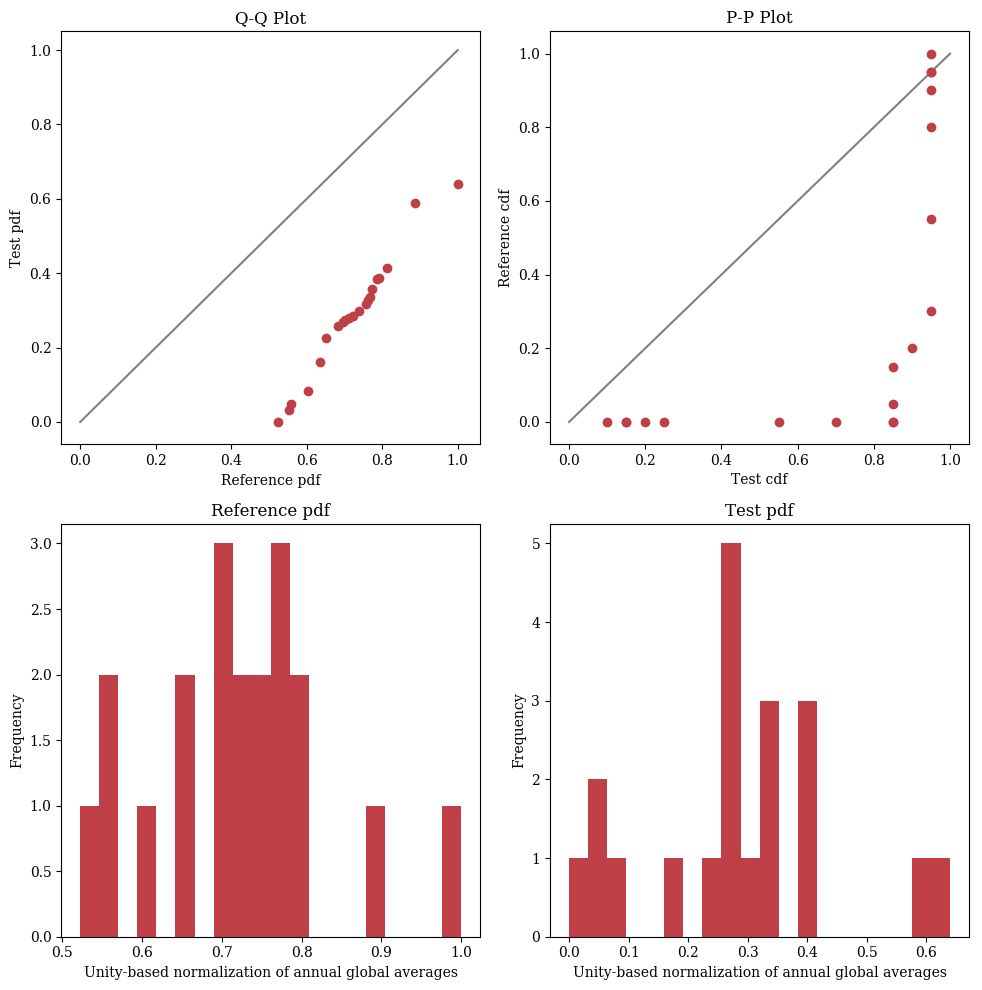 Q-Q Plot
1.0
0.8
0.6
0.4
0.2
0.0
Test pdf
0.0 0.2 0.4 0.6 0.8 1.0
Reference pdf
P-P Plot
1.0
0.8
0.6
0.4
0.2
0.0
Reference cdf
0.0 0.2 0.4 0.6 0.8 1.0
Test cdf
Reference pdf
3.0
2.5
2.0
1.5
1.0
0.5
0.0
Frequency
0.5 0.6 0.7 0.8 0.9 1.0
Unity-based normalization of annual global averages
Test pdf
5
4
3
2
1
0
Frequency
0.0 0.1 0.2 0.3 0.4 0.5 0.6
Unity-based normalization of annual global averages